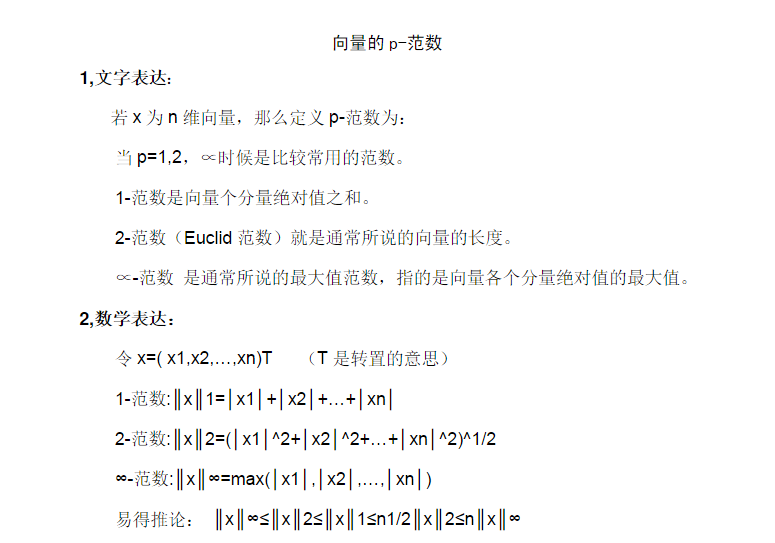 向量的 p-范数
1,文字表达：
若 x 为 n 维向量，那么定义 p-范数为：
当 p=1,2，∝时候是比较常用的范数。
1-范数是向量个分量绝对值之和。
2-范数（Euclid 范数）就是通常所说的向量的长度。
∝-范数 是通常所说的最大值范数，指的是向量各个分量绝对值的最大值。
2,数学表达：
令 x=( x1,x2,…,xn)T （T 是转置的意思）
1-范数:║x║1=│x1│+│x2│+…+│xn│
2-范数:║x║2=(│x1│^2+│x2│^2+…+│xn│^2)^1/2
∞-范数:║x║∞=max(│x1│,│x2│,…,│xn│)
易得推论： ║x║∞≤║x║2≤║x║1≤n1/2║x║2≤n║x║∞